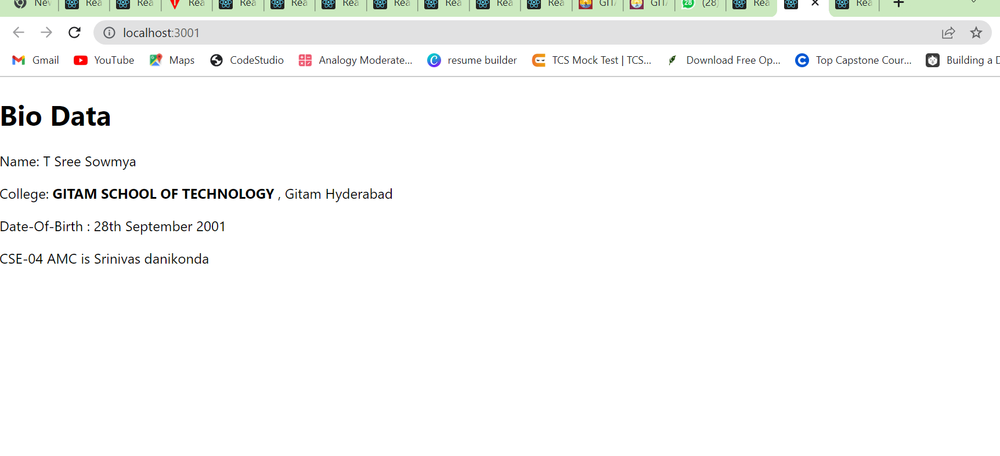 New Rea Rea Rea Rea Rea Rea Rea Rea Rea Rea GIT GIT 28 (28) Rea Rea
localhost:3001
Gmail YouTube Maps CodeStudio Analogy Moderate... resume builder TCS Mock Test | TCS... Download Free Op... Top Capstone Cour... Building a D
Bio Data
Name: T Sree Sowmya
College: GITAM SCHOOL OF TECHNOLOGY , Gitam Hyderabad
Date-Of-Birth : 28th September 2001
CSE-04 AMC is Srinivas danikonda